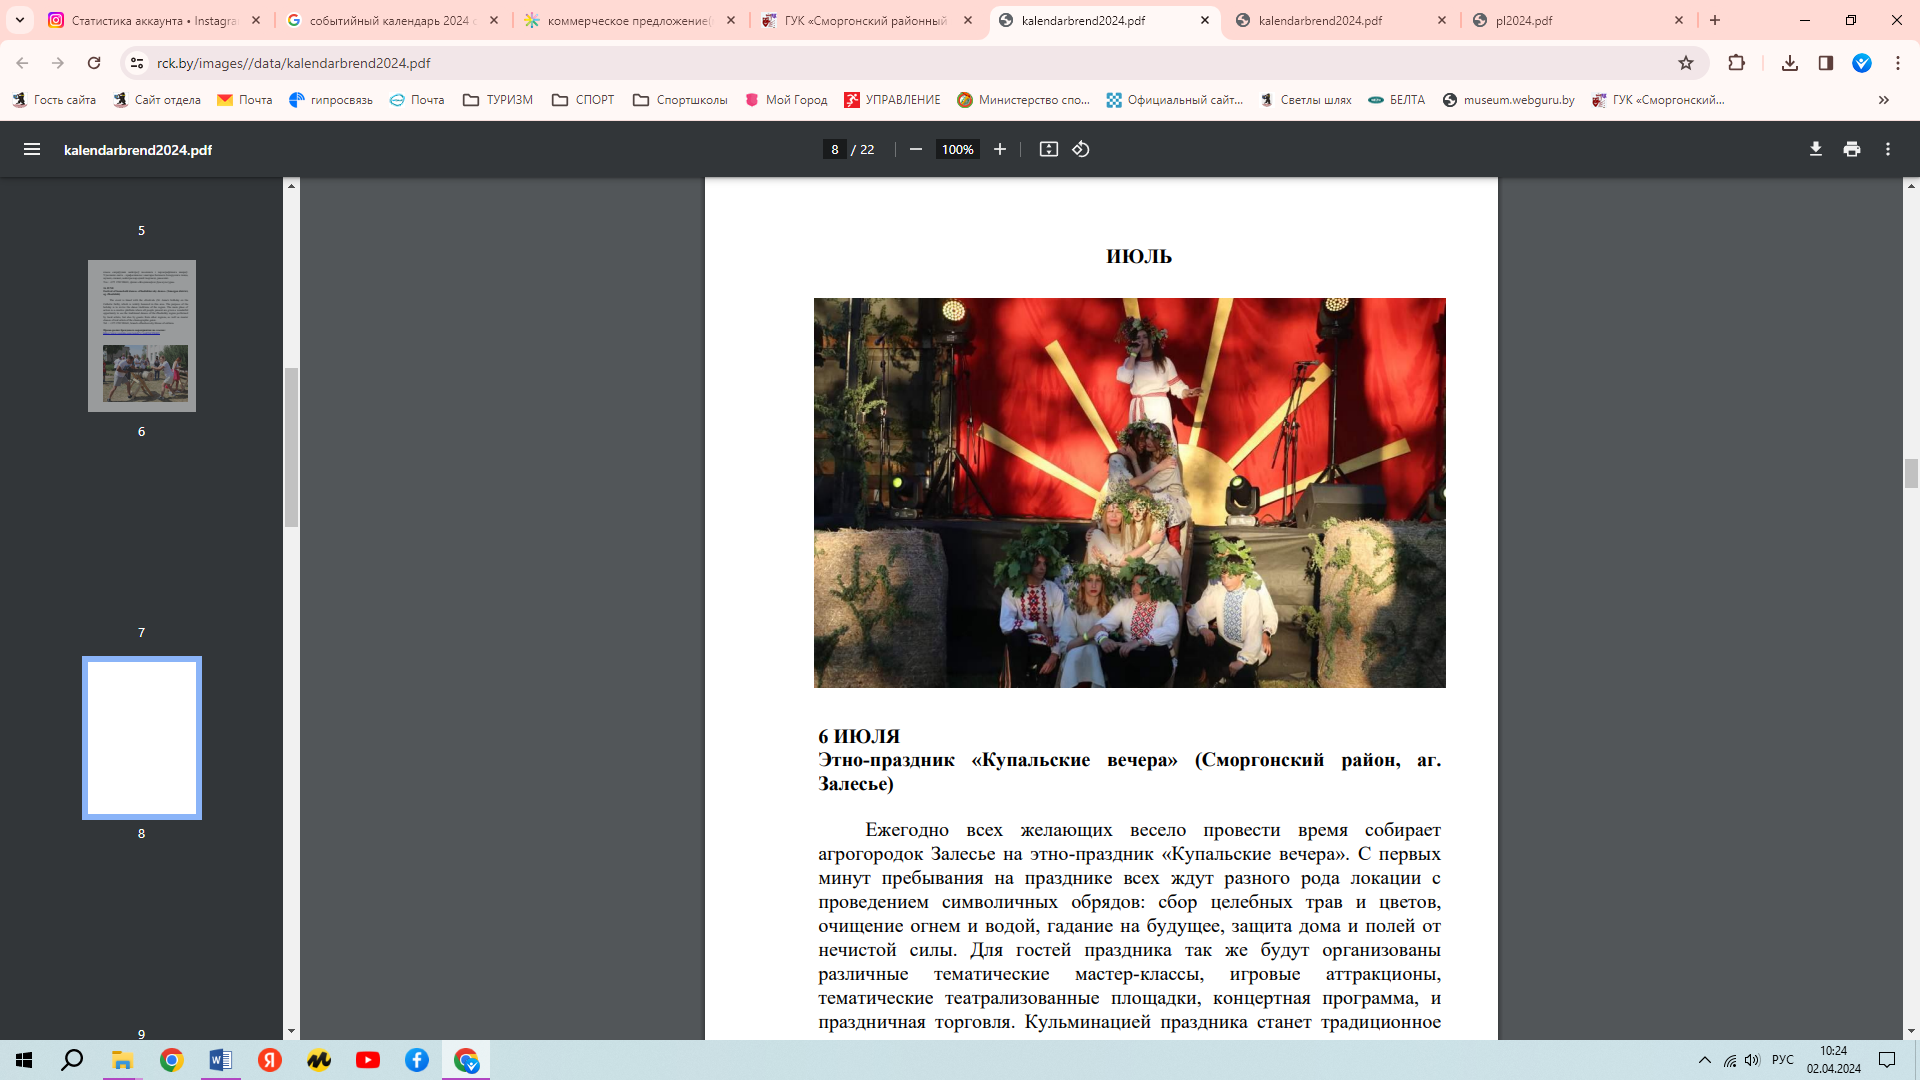 Статистика аккаунта • Instagra
событийный календарь 2024 с
коммерческое предложение(
ГУК «Сморгонский районный
kalendarbrend2024.pdf
kalendarbrend2024.pdf
pl2024.pdf
rck.by/images//data/kalendarbrend2024.pdf
Гость сайта
Сайт отдела
Почта
гипросвязь
Почта
ТУРИЗМ
СПОРТ
Спортшколы
Мой Город
УПРАВЛЕНИЕ
Министерство спо...
Официальный сайт...
Светлы шлях
БЕЛТА
museum.webguru.by
ГУК «Сморгонский...
kalendarbrend2024.pdf
8 / 22
100%
5
6
7
8
9
ИЮЛЬ
6 ИЮЛЯ
Этно-праздник «Купальские вечера» (Сморгонский район, аг.
Залесье)
Ежегодно всех желающих весело провести время собирает
агрогородок Залесье на этно-праздник «Купальские вечера». С первых
минут пребывания на празднике всех ждут разного рода локации с
проведением символичных обрядов: сбор целебных трав и цветов,
очищение огнем и водой, гадание на будущее, защита дома и полей от
нечистой силы. Для гостей праздника так же будут организованы
различные тематические мастер-классы, игровые аттракционы,
тематические театрализованные площадки, концертная программа, и
праздничная торговля. Кульминацией праздника станет традиционное
РУС
10:24
02.04.2024